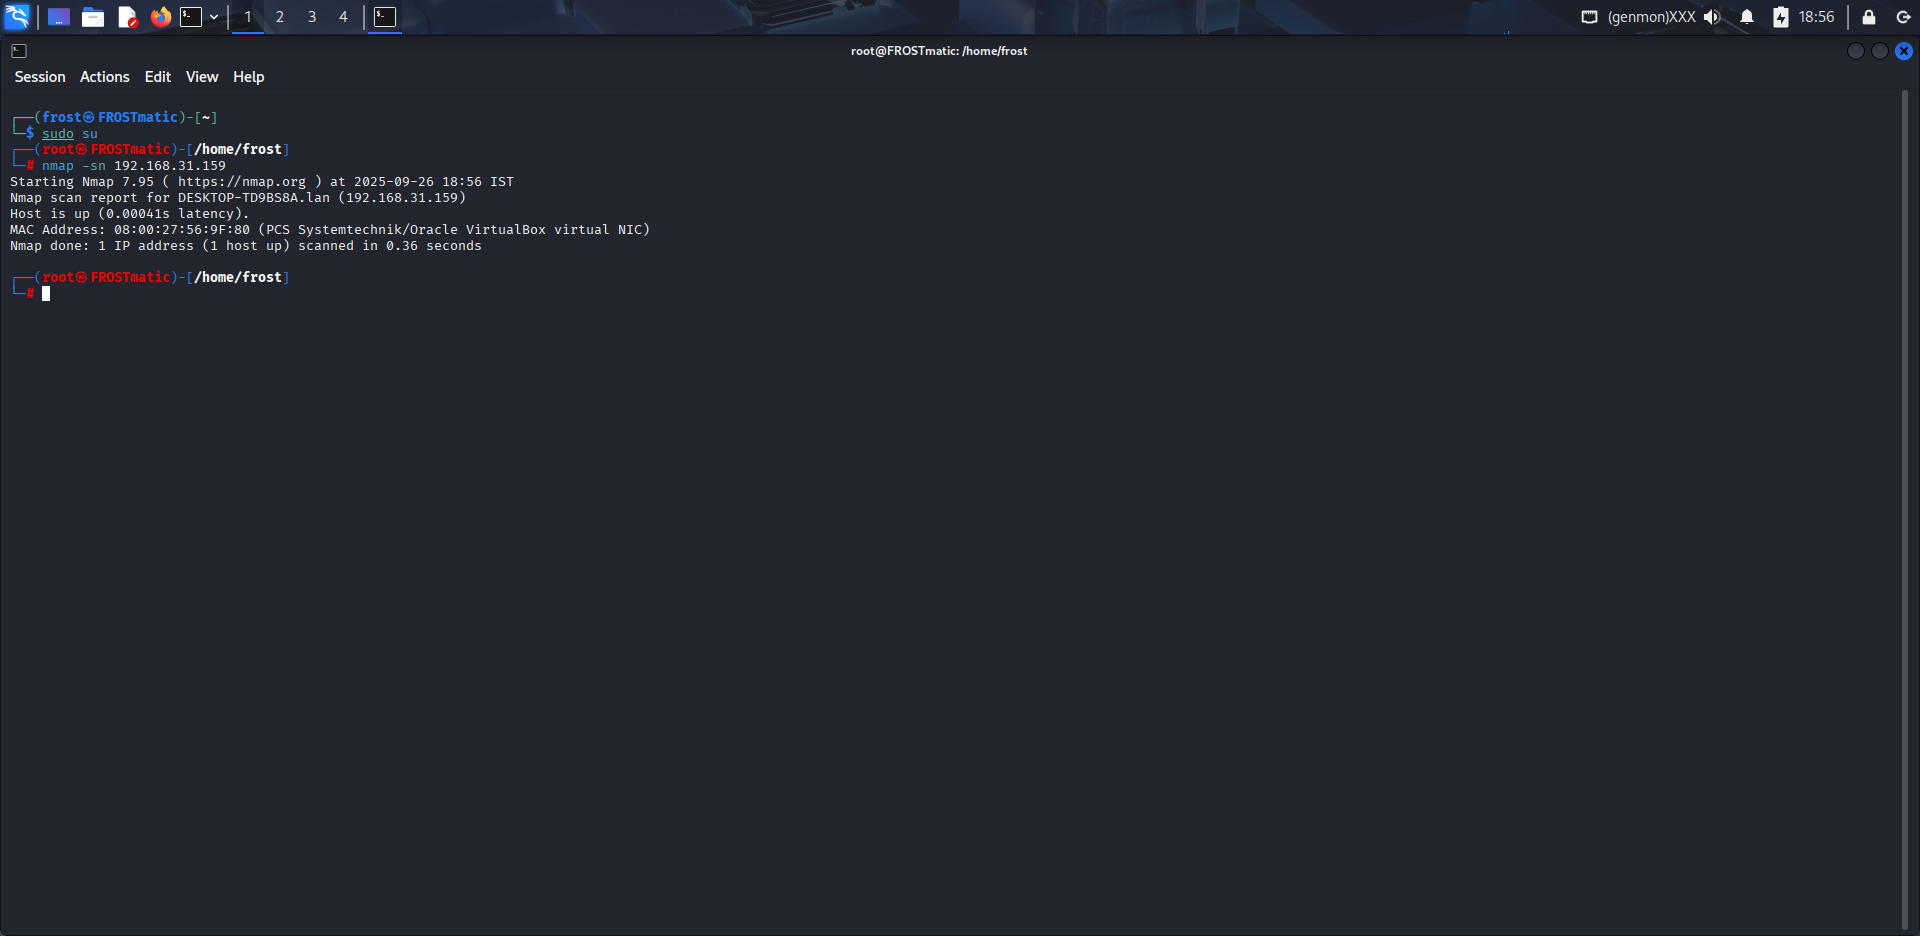 1 2 3 4 (genmon)XXX 18:56
root@FROSTmatic: /home/frost
Session Actions Edit View Help
┌──(frost㉿FROSTmatic)-[~]
└─$ sudo su
┌──(root㉿FROSTmatic)-[/home/frost]
└─# nmap -sn 192.168.31.159
Starting Nmap 7.95 ( https://nmap.org ) at 2025-09-26 18:56 IST
Nmap scan report for DESKTOP-TD9BS8A.lan (192.168.31.159)
Host is up (0.00041s latency).
MAC Address: 08:00:27:56:9F:80 (PCS Systemtechnik/Oracle VirtualBox virtual NIC)
Nmap done: 1 IP address (1 host up) scanned in 0.36 seconds
┌──(root㉿FROSTmatic)-[/home/frost]
└─#